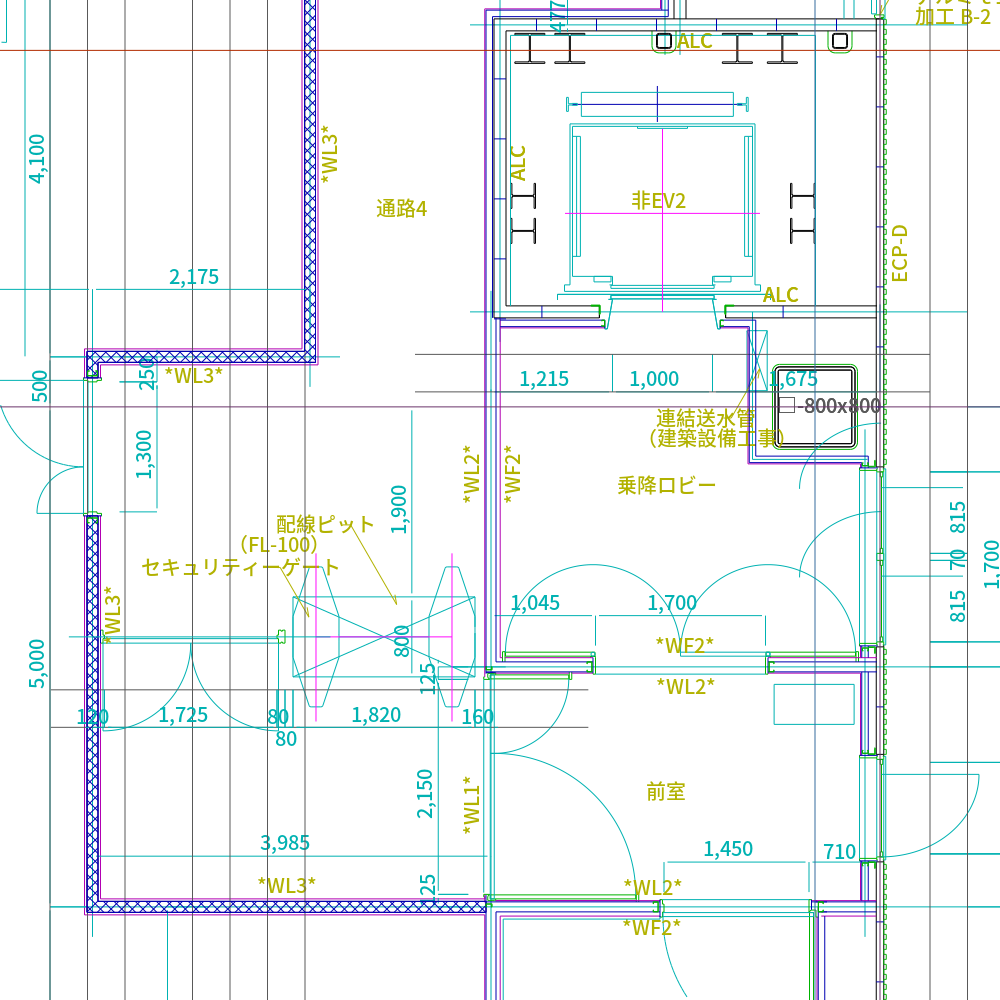 加工 B-2
477
ALC
4,100
*WL3*
ALC
通路4
非EV2
ECP-D
2,175
ALC
500
250
*WL3*
1,215
1,000
1,675
□-800x800
連結送水管
（建築設備工事）
1,300
*WL2*
*WF2*
乗降ロビー
1,900
配線ピット
（FL-100）
セキュリティーゲート
815
70
815
1,700
*WL3*
1,045
1,700
800
*WF2*
5,000
125
*WL2*
120
1,725
80
80
1,820
160
2,150
*WL1*
前室
3,985
1,450
710
*WL3*
125
*WL2*
*WF2*